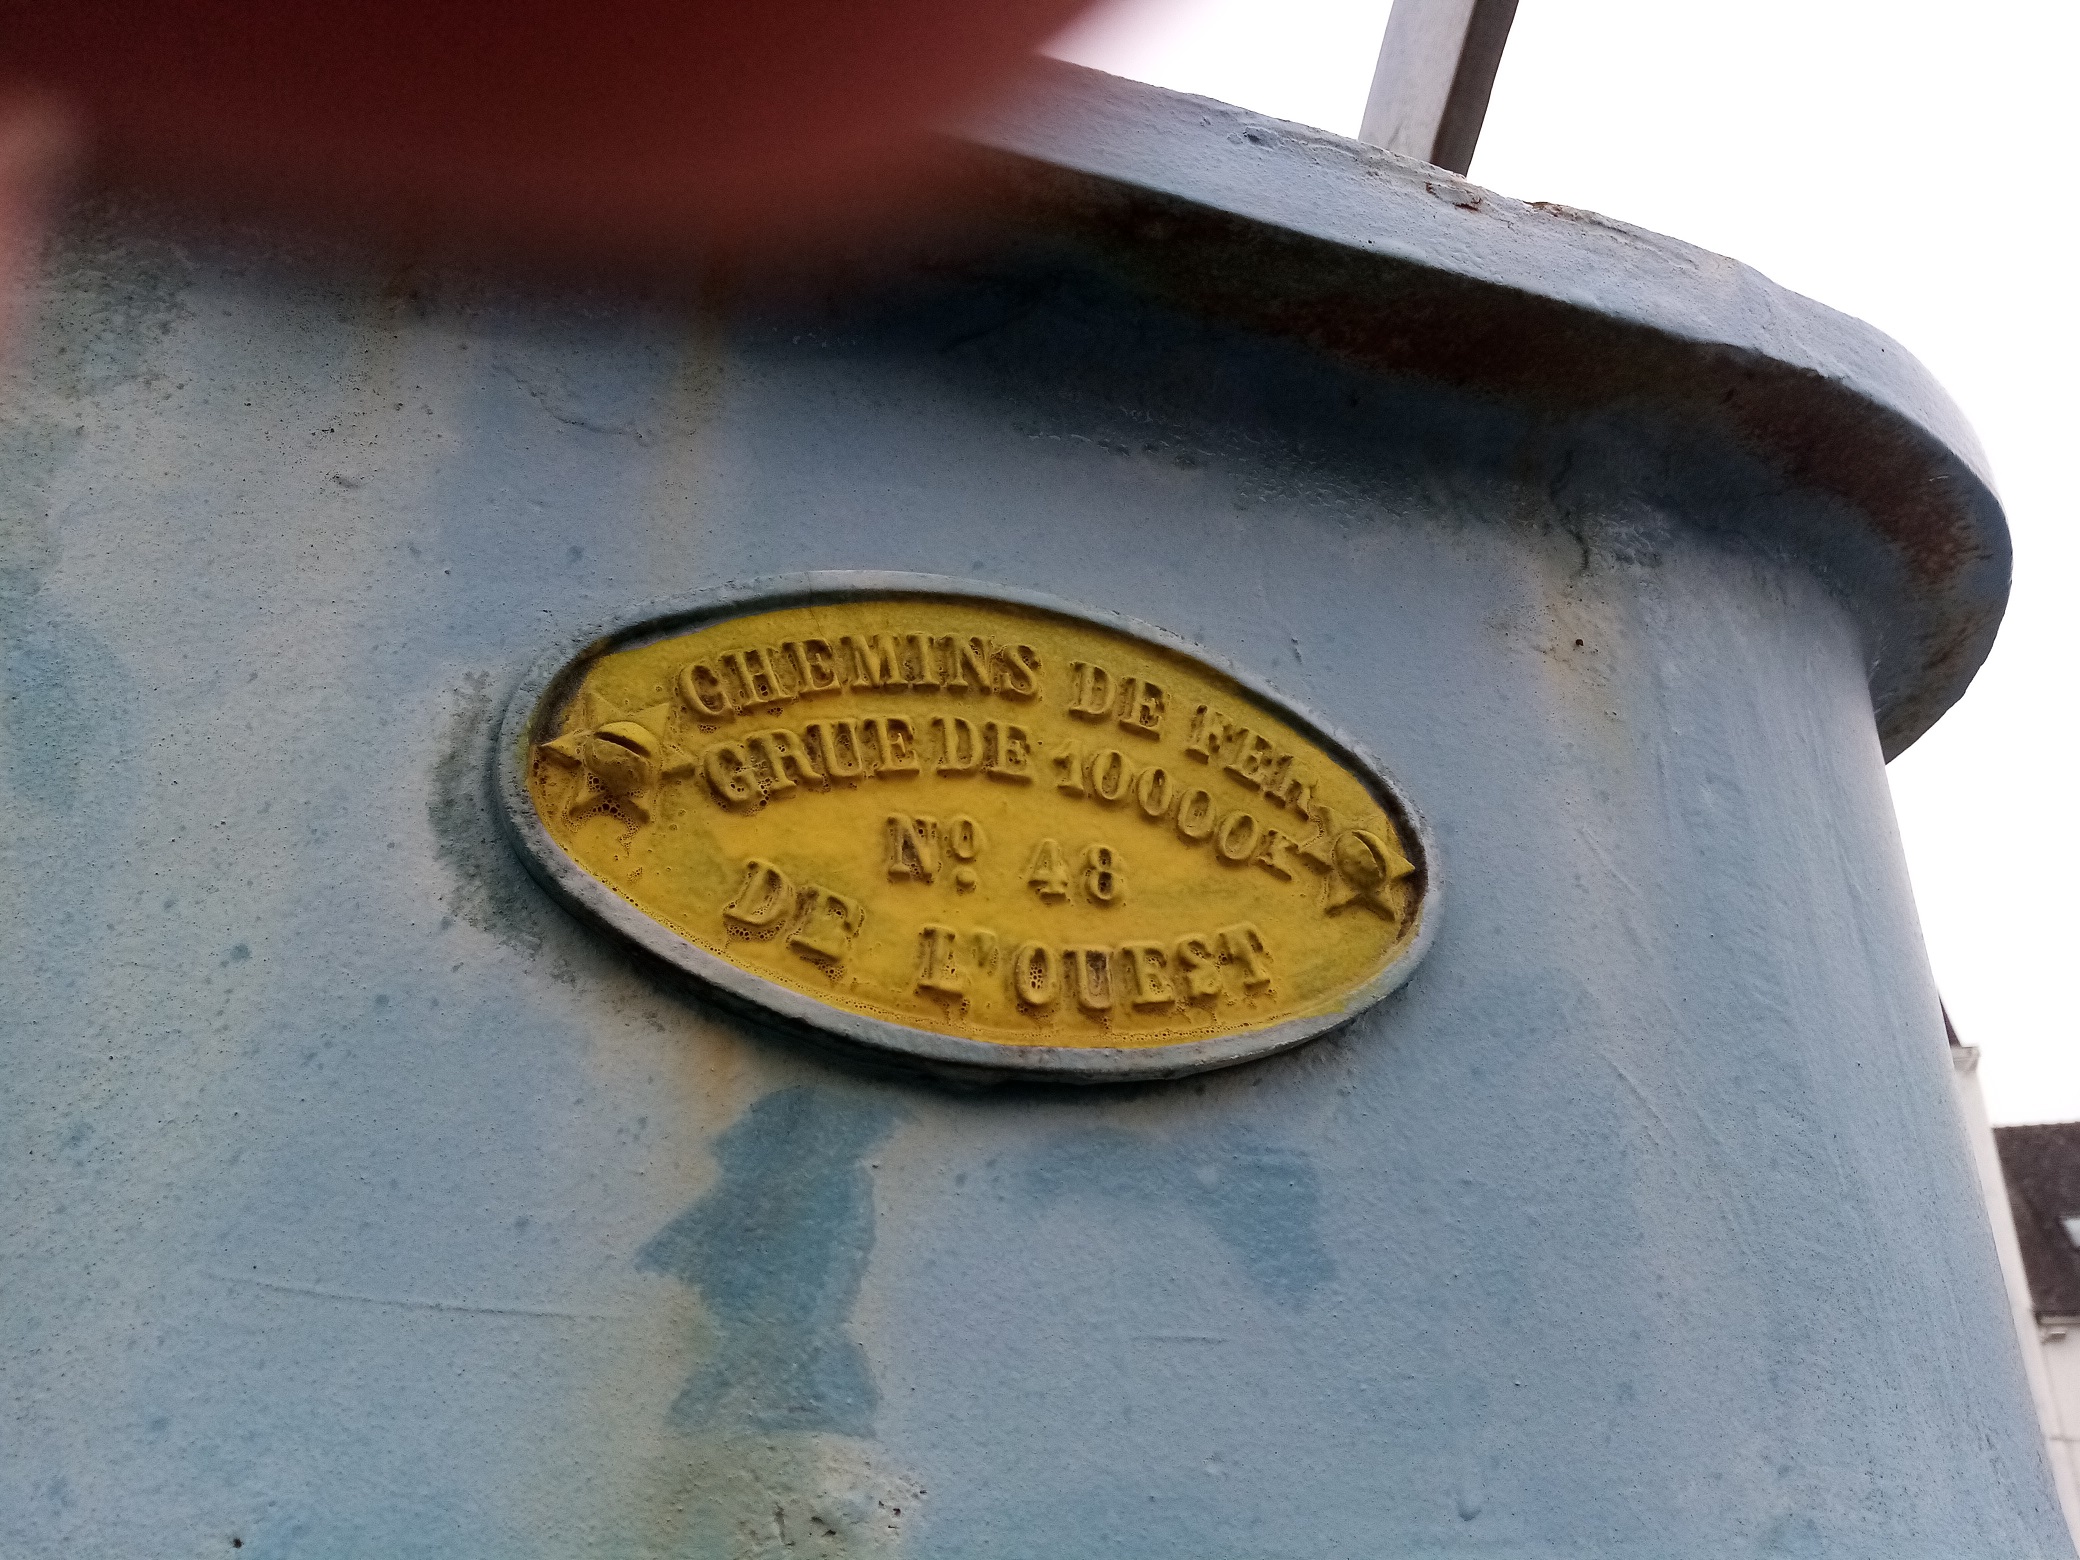 CHEMINS DE FER
GRUE DE 10000K
Nº 48
DE L'OUEST